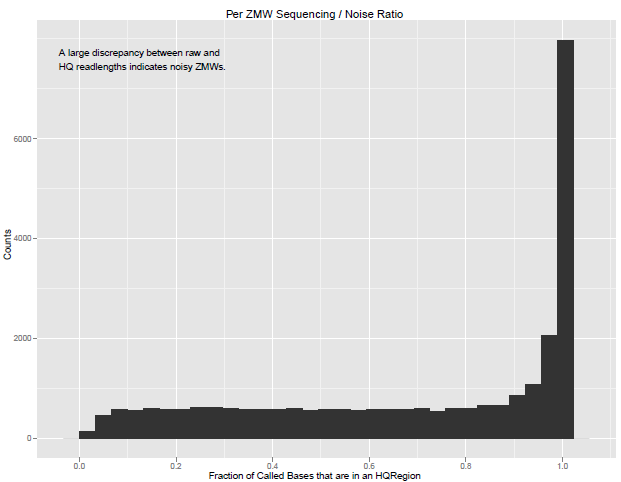 Per ZMW Sequencing / Noise Ratio
A large discrepancy between raw and
HQ readlengths indicates noisy ZMWs.
6000
4000
2000
0
Counts
0.0
0.2
0.4
0.6
0.8
1.0
Fraction of Called Bases that are in an HQRegion